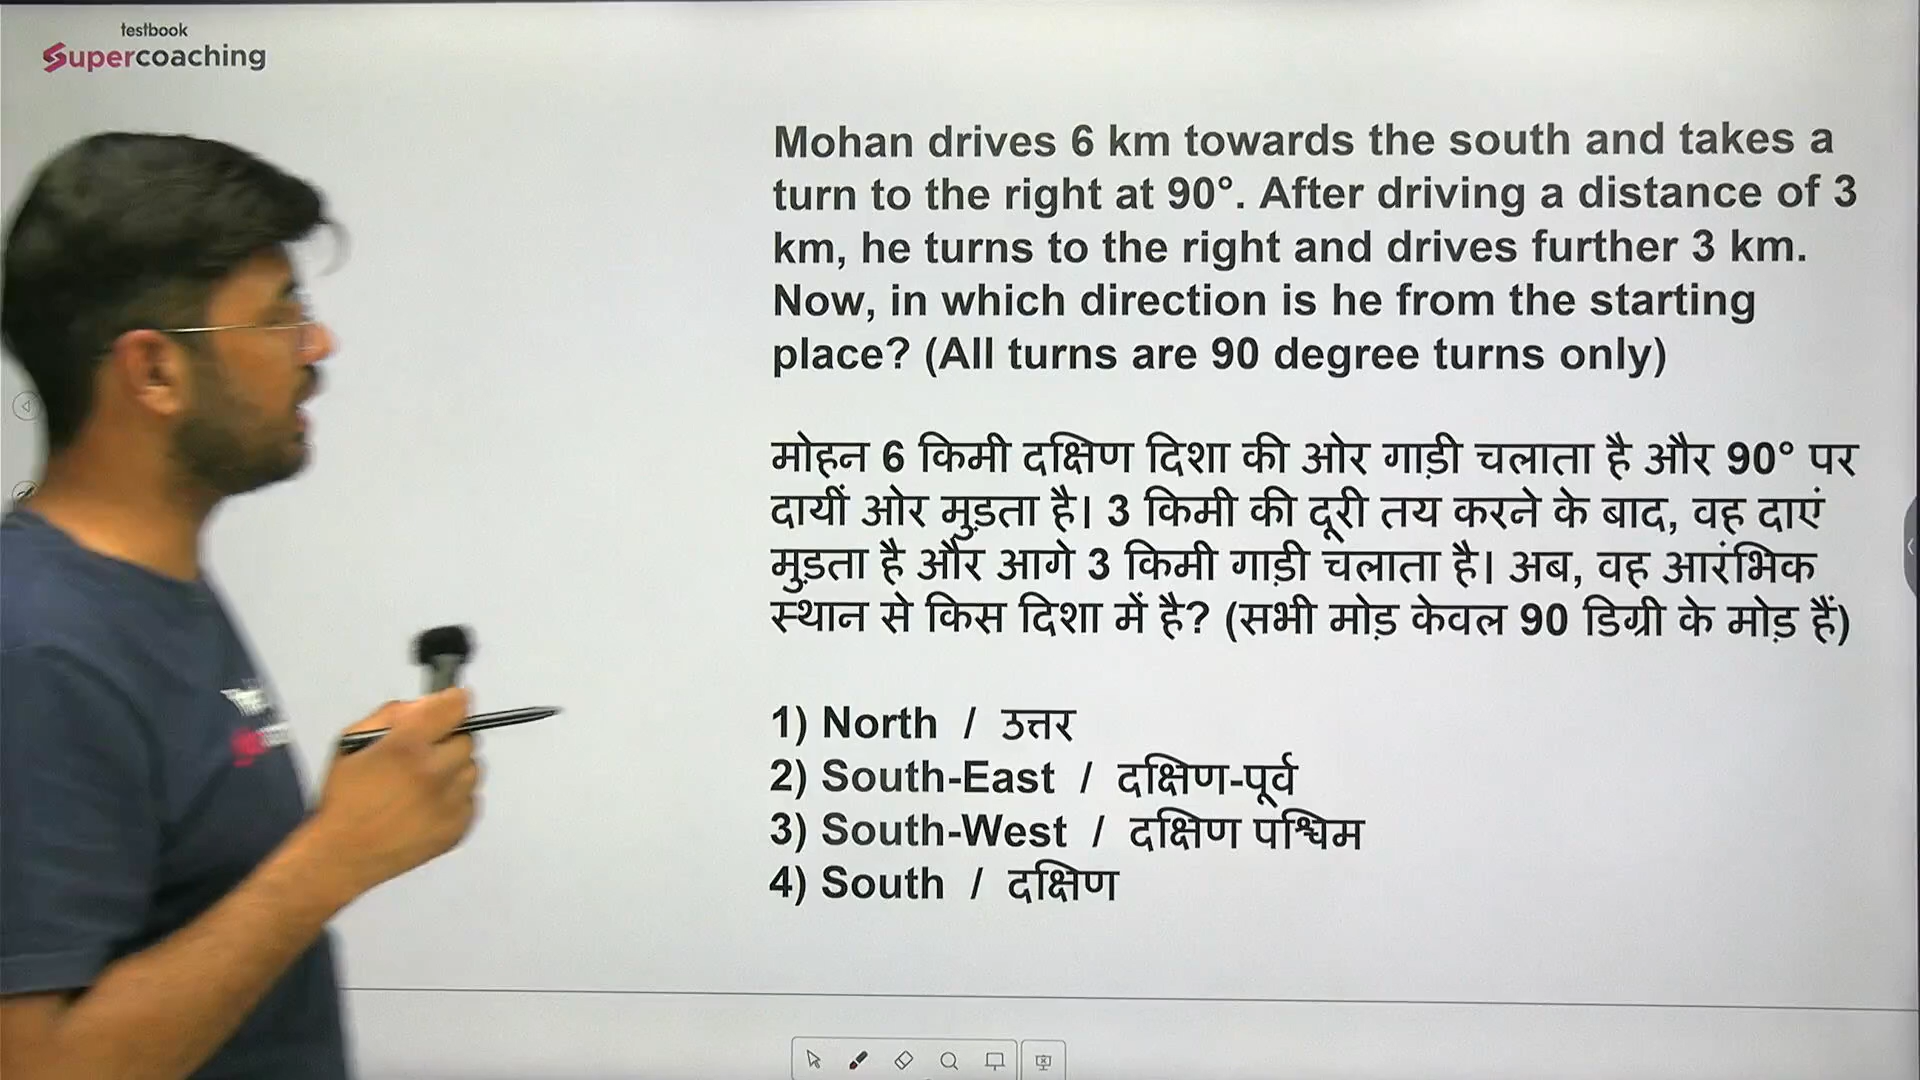 testbook
Supercoaching
Mohan drives 6 km towards the south and takes a
turn to the right at 90°. After driving a distance of 3
km, he turns to the right and drives further 3 km.
Now, in which direction is he from the starting
place? (All turns are 90 degree turns only)
मोहन 6 किमी दक्षिण दिशा की ओर गाड़ी चलाता है और 90° पर
दायीं ओर मुड़ता है। 3 किमी की दूरी तय करने के बाद, वह दाएं
मुड़ता है और आगे 3 किमी गाड़ी चलाता है। अब, वह आरंभिक
स्थान से किस दिशा में है? (सभी मोड़ केवल 90 डिग्री के मोड़ हैं)
1) North / उत्तर
2) South-East / दक्षिण-पूर्व
3) South-West / दक्षिण पश्चिम
4) South / दक्षिण